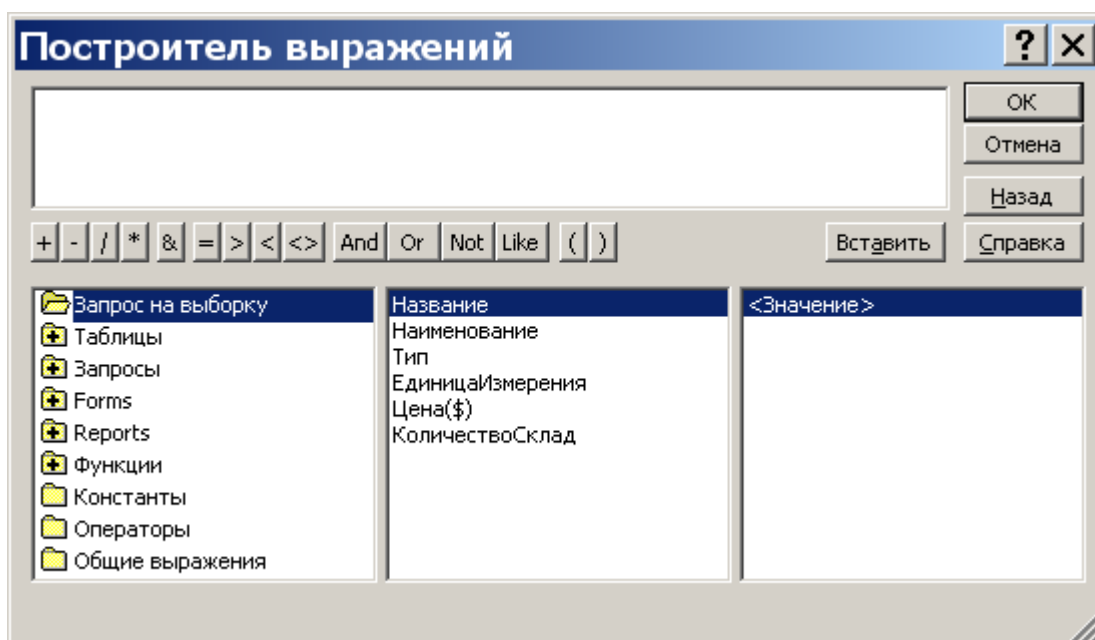 Построитель выражений
OK
Отмена
Назад
+ - / * & = > < <> And Or Not Like ( ) Вставить Справка
Запрос на выборку Название <Значение>
Таблицы Наименование
Запросы Тип
Forms ЕдиницаИзмерения
Reports Цена($)
Функции КоличествоСклад
Константы
Операторы
Общие выражения